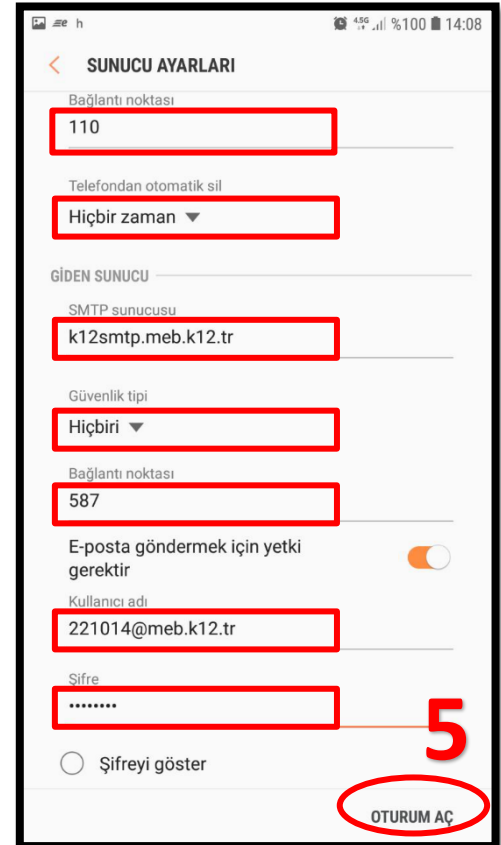 h 4.5G %100 14:08
SUNUCU AYARLARI
Bağlantı noktası
110
Telefondan otomatik sil
Hiçbir zaman
GİDEN SUNUCU
SMTP sunucusu
k12smtp.meb.k12.tr
Güvenlik tipi
Hiçbiri
Bağlantı noktası
587
E-posta göndermek için yetki
gerektir
Kullanıcı adı
221014@meb.k12.tr
Şifre
••••••••
5
Şifreyi göster
OTURUM AÇ